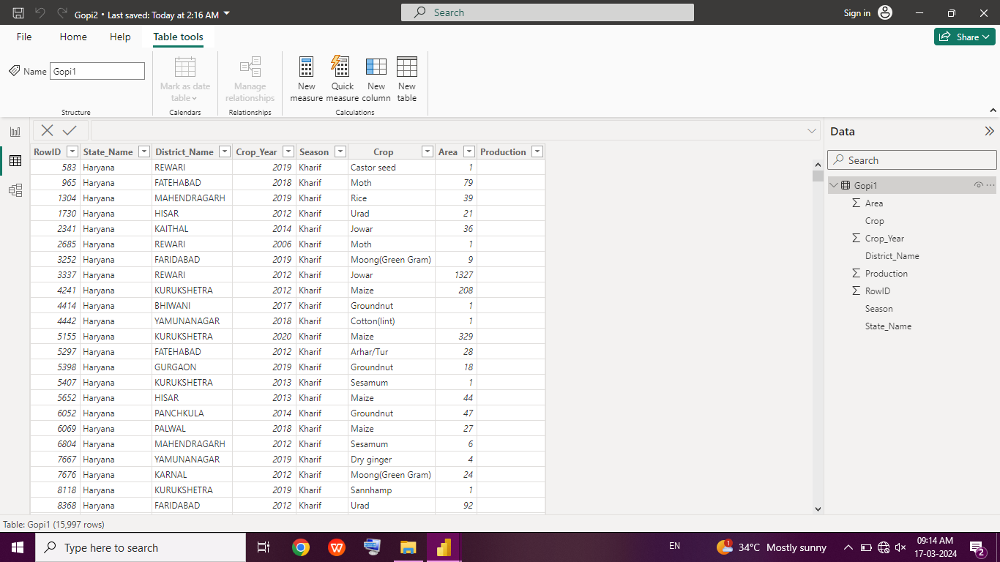 Gopi2 • Last saved: Today at 2:16 AM
Search
Sign in
File Home Help Table tools
Share
Name Gopi1
Mark as date table
Manage relationships
New measure
Quick measure
New column
New table
Structure
Calendars
Relationships
Calculations
Data
Search
RowID State_Name District_Name Crop_Year Season Crop Area Production
583 Haryana REWARI 2019 Kharif Castor seed 1
965 Haryana FATEHABAD 2018 Kharif Moth 79
1304 Haryana MAHENDRAGARH 2019 Kharif Rice 39
1730 Haryana HISAR 2012 Kharif Urad 21
2341 Haryana KAITHAL 2014 Kharif Jowar 36
2685 Haryana REWARI 2006 Kharif Moth 1
3252 Haryana FARIDABAD 2019 Kharif Moong(Green Gram) 9
3337 Haryana REWARI 2012 Kharif Jowar 1327
4241 Haryana KURUKSHETRA 2012 Kharif Maize 208
4414 Haryana BHIWANI 2017 Kharif Groundnut 1
4442 Haryana YAMUNANAGAR 2018 Kharif Cotton(lint) 1
5155 Haryana KURUKSHETRA 2020 Kharif Maize 329
5297 Haryana FATEHABAD 2012 Kharif Arhar/Tur 28
5398 Haryana GURGAON 2019 Kharif Groundnut 18
5407 Haryana KURUKSHETRA 2013 Kharif Sesamum 1
5652 Haryana HISAR 2013 Kharif Maize 44
6052 Haryana PANCHKULA 2014 Kharif Groundnut 47
6069 Haryana PALWAL 2018 Kharif Maize 27
6804 Haryana MAHENDRAGARH 2012 Kharif Sesamum 6
7667 Haryana YAMUNANAGAR 2019 Kharif Dry ginger 4
7676 Haryana KARNAL 2012 Kharif Moong(Green Gram) 24
8118 Haryana KURUKSHETRA 2019 Kharif Sannhamp 1
8368 Haryana FARIDABAD 2012 Kharif Urad 92
Gopi1
Area
Crop
Crop_Year
District_Name
Production
RowID
Season
State_Name
Table: Gopi1 (15,997 rows)
Type here to search
W
EN
1
34°C Mostly sunny
09:14 AM
17-03-2024
2